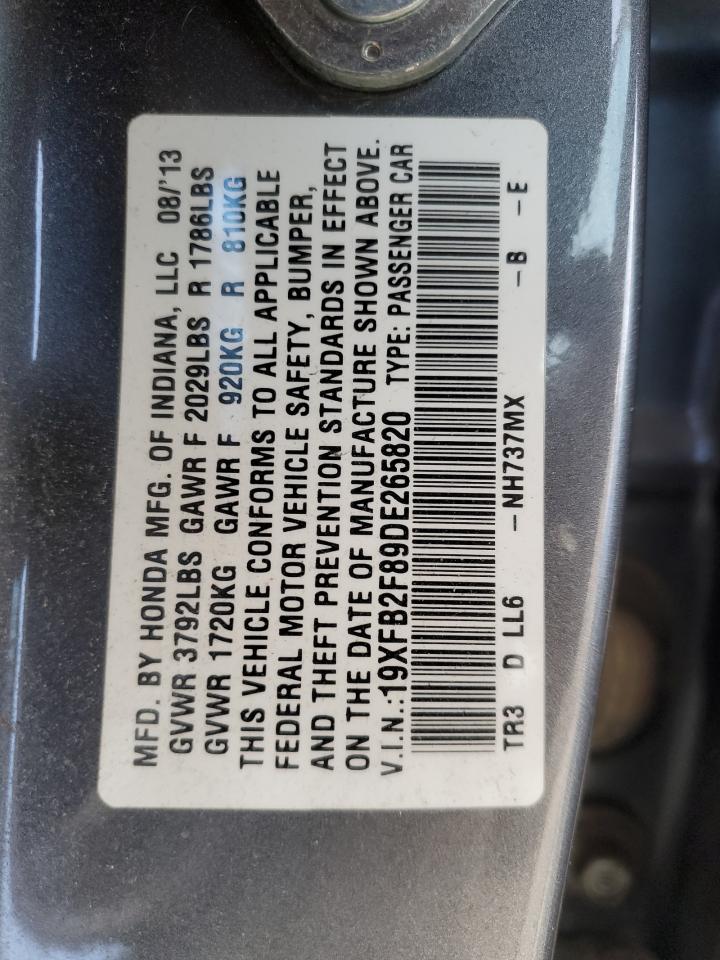 MFD. BY HONDA MFG. OF INDIANA, LLC 08/'13
GVWR 3792LBS GAWR F 2029LBS R 1786LBS
GVWR 1720KG GAWR F 920KG R 810KG
THIS VEHICLE CONFORMS TO ALL APPLICABLE
FEDERAL MOTOR VEHICLE SAFETY, BUMPER,
AND THEFT PREVENTION STANDARDS IN EFFECT
ON THE DATE OF MANUFACTURE SHOWN ABOVE.
V.I.N.:19XFB2F89DE265820 TYPE: PASSENGER CAR
TR3 D LL6 -NH737MX -B -E